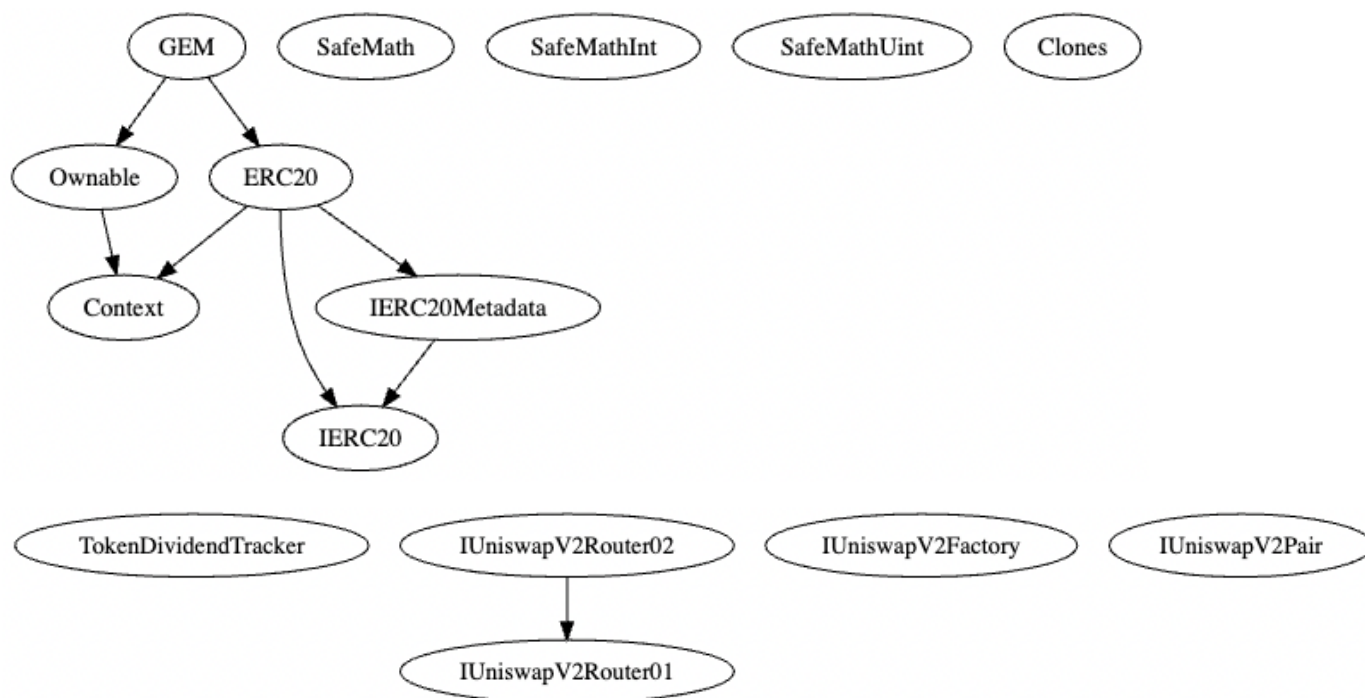 GEM SafeMath SafeMathInt SafeMathUint Clones
Ownable ERC20
Context IERC20Metadata
IERC20
TokenDividendTracker IUniswapV2Router02 IUniswapV2Factory IUniswapV2Pair
IUniswapV2Router01